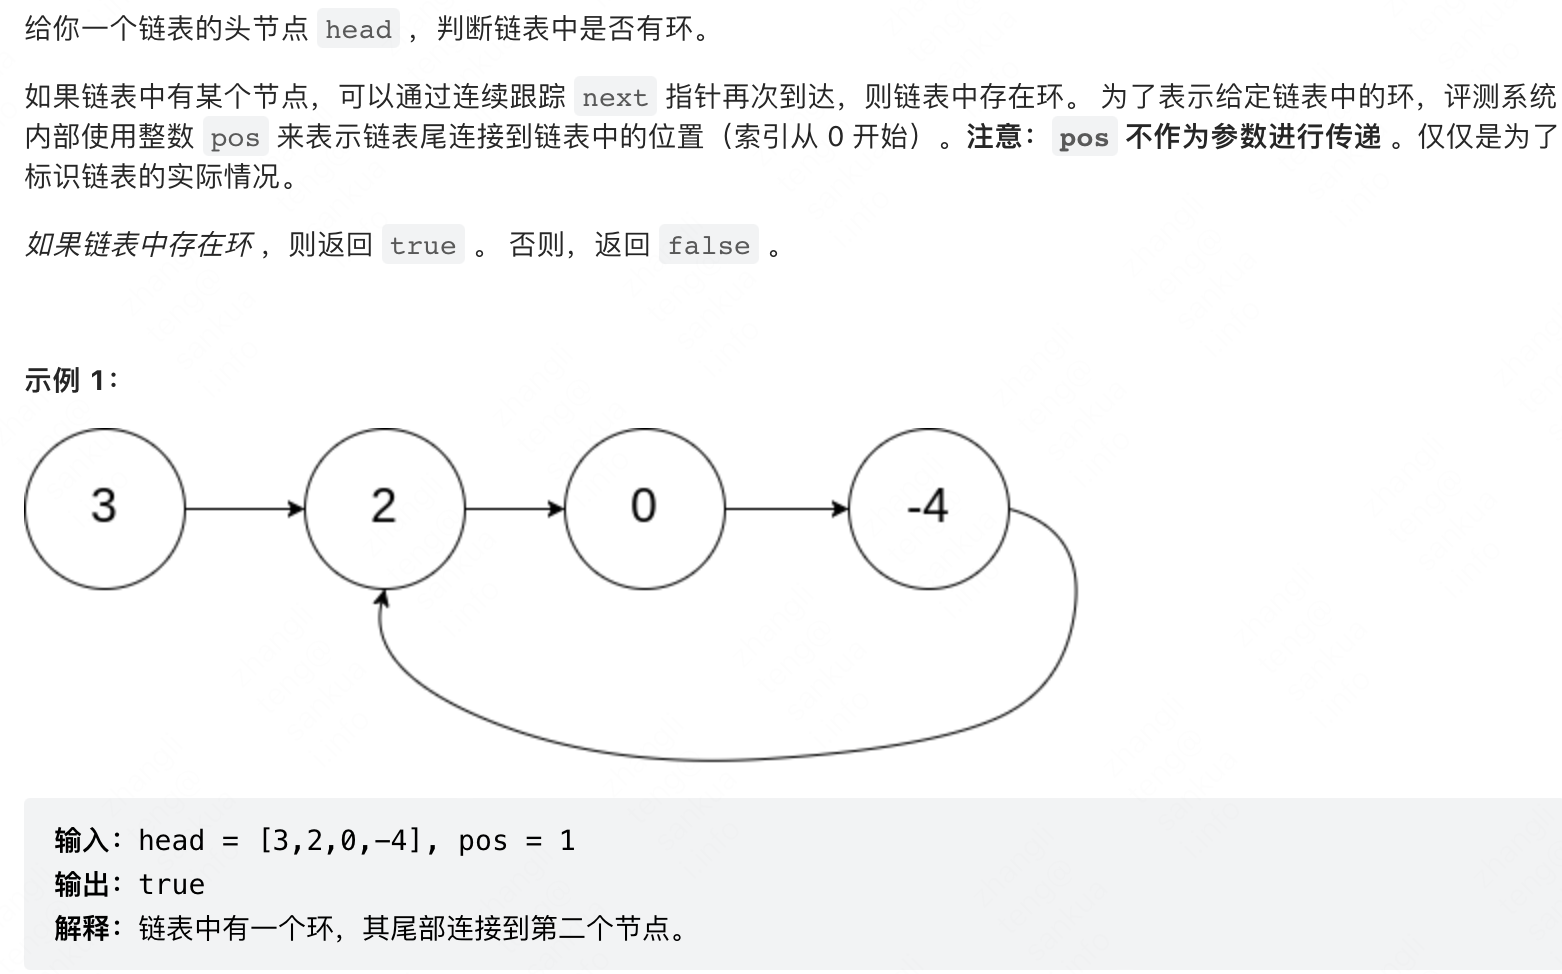 给你一个链表的头节点 head ，判断链表中是否有环。
如果链表中有某个节点，可以通过连续跟踪 next 指针再次到达，则链表中存在环。 为了表示给定链表中的环，评测系统
内部使用整数 pos 来表示链表尾连接到链表中的位置（索引从 0 开始）。注意：pos 不作为参数进行传递 。仅仅是为了
标识链表的实际情况。
如果链表中存在环 ，则返回 true 。 否则，返回 false 。
示例 1：
3 2 0 -4
输入：head = [3,2,0,-4], pos = 1
输出：true
解释：链表中有一个环，其尾部连接到第二个节点。